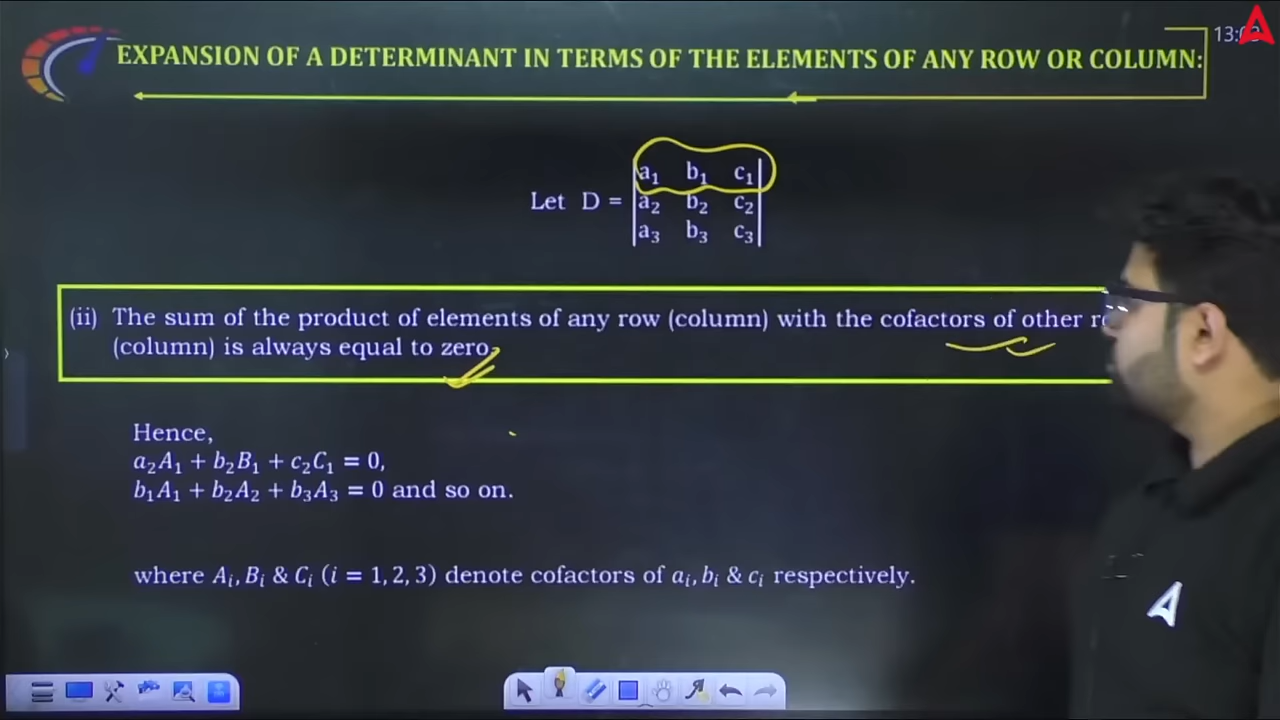 EXPANSION OF A DETERMINANT IN TERMS OF THE ELEMENTS OF ANY ROW OR COLUMN:
Let D = | a₁ b₁ c₁ |
| a₂ b₂ c₂ |
| a₃ b₃ c₃ |
(ii) The sum of the product of elements of any row (column) with the cofactors of other
(column) is always equal to zero.
Hence,
a₂A₁ + b₂B₁ + c₂C₁ = 0,
b₁A₁ + b₂A₂ + b₃A₃ = 0 and so on.
where Aᵢ, Bᵢ & Cᵢ (i = 1, 2, 3) denote cofactors of aᵢ, bᵢ & cᵢ respectively.